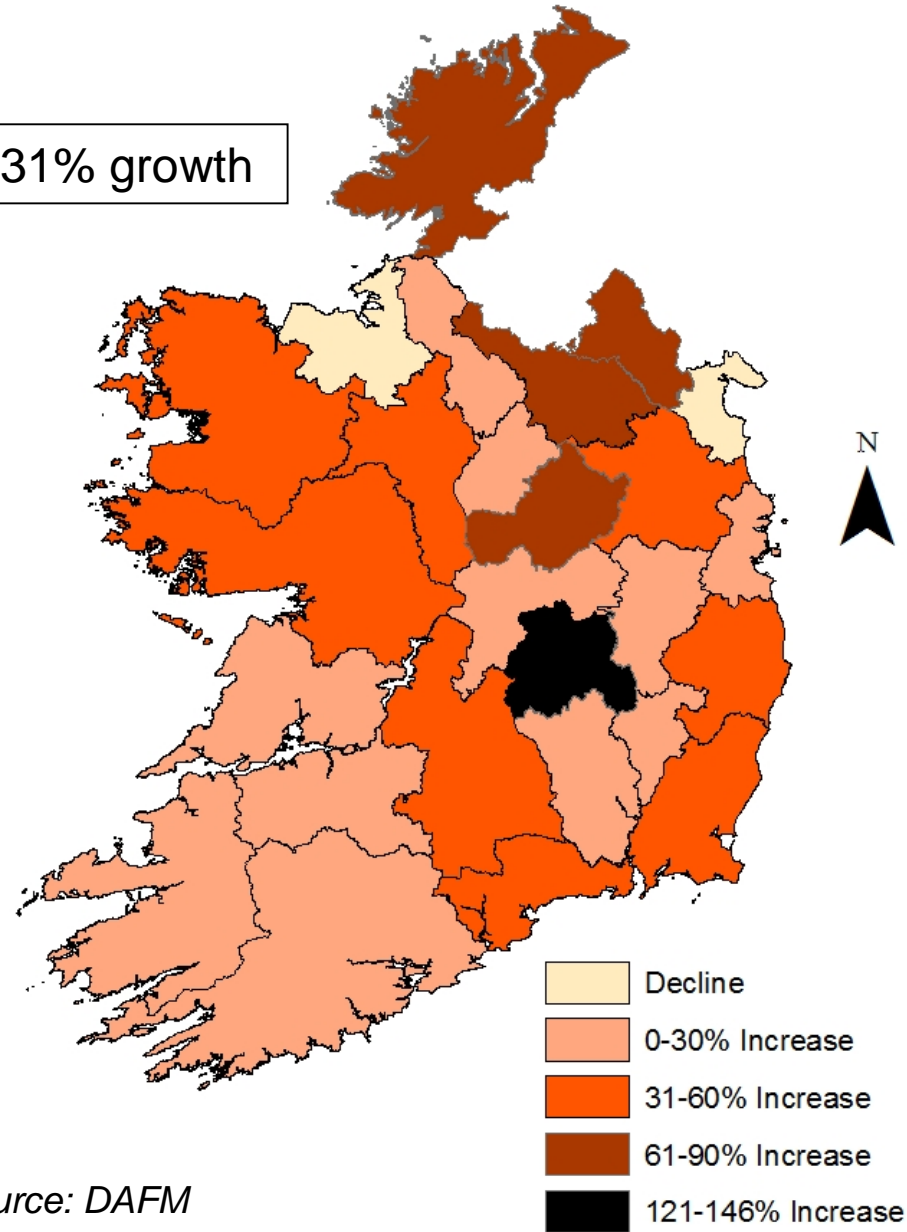 31% growth
N
Decline
0-30% Increase
31-60% Increase
61-90% Increase
121-146% Increase
urce: DAFM